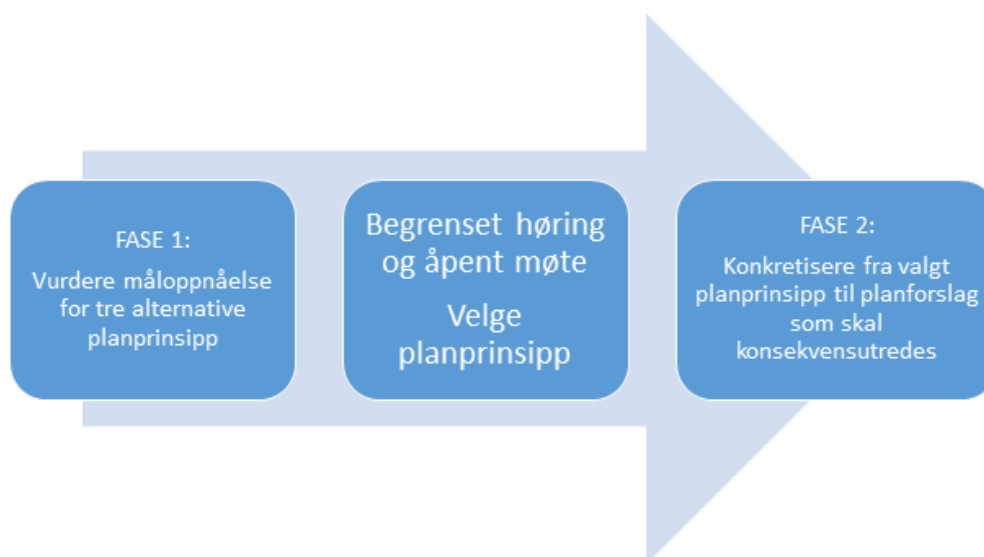 FASE 1:
Vurdere måloppnåelse
for tre alternative
planprinsipp
Begrenset høring
og åpent møte
Velge
planprinsipp
FASE 2:
Konkretisere fra valgt
planprinsipp til planforslag
som skal
konsekvensutredes